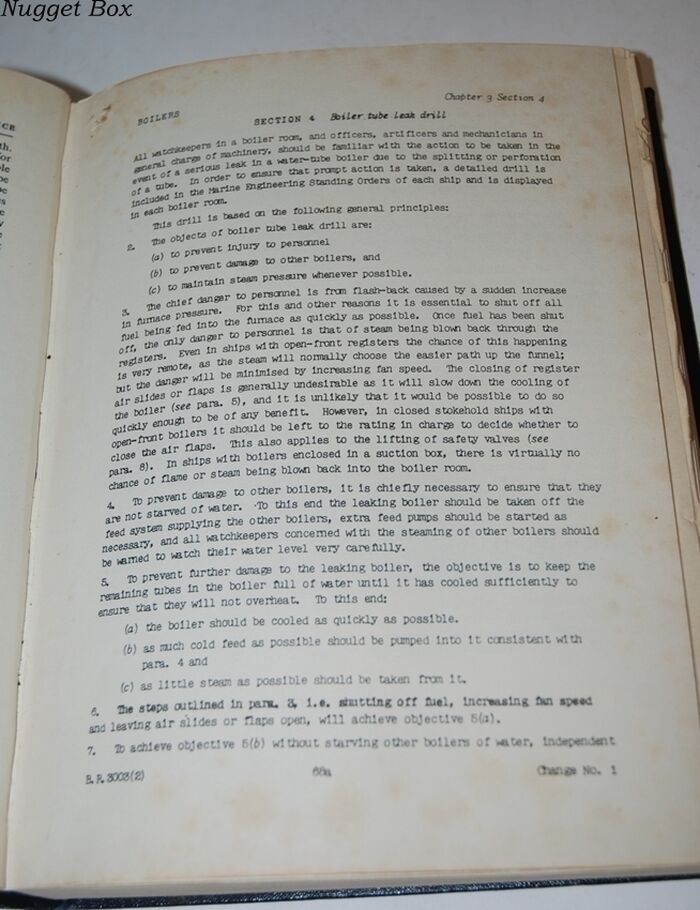 Nugget Box
Chapter 3 Section 4
BOILERS
SECTION 4 Boiler tube leak drill
All watchkeepers in a boiler room, and officers, artificers and mechanicians in
general charge of machinery, should be familiar with the action to be taken in the
event of a serious leak in a water-tube boiler due to the splitting or perforation
of a tube. In order to ensure that prompt action is taken, a detailed drill is
included in the Marine Engineering Standing Orders of each ship and is displayed
in each boiler room.
This drill is based on the following general principles:
2. The objects of boiler tube leak drill are:
(a) to prevent injury to personnel
(b) to prevent damage to other boilers, and
(c) to maintain steam pressure whenever possible.
3. The chief danger to personnel is from flash-back caused by a sudden increase
in furnace pressure. For this and other reasons it is essential to shut off all
fuel being fed into the furnace as quickly as possible. Once fuel has been shut
off, the only danger to personnel is that of steam being blown back through the
registers. Even in ships with open-front registers the chance of this happening
is very remote, as the steam will normally choose the easier path up the funnel;
but the danger will be minimised by increasing fan speed. The closing of register
air slides or flaps is generally undesirable as it will slow down the cooling of
the boiler (see para. 5), and it is unlikely that it would be possible to do so
quickly enough to be of any benefit. However, in closed stokehold ships with
open-front boilers it should be left to the rating in charge to decide whether to
close the air flaps. This also applies to the lifting of safety valves (see
para. 8). In ships with boilers enclosed in a suction box, there is virtually no
chance of flame or steam being blown back into the boiler room.
4. To prevent damage to other boilers, it is chiefly necessary to ensure that they
are not starved of water. To this end the leaking boiler should be taken off the
feed system supplying the other boilers, extra feed pumps should be started as
necessary, and all watchkeepers concerned with the steaming of other boilers should
be warned to watch their water level very carefully.
5. To prevent further damage to the leaking boiler, the objective is to keep the
remaining tubes in the boiler full of water until it has cooled sufficiently to
ensure that they will not overheat. To this end:
(a) the boiler should be cooled as quickly as possible.
(b) as much cold feed as possible should be pumped into it consistent with
para. 4 and
(c) as little steam as possible should be taken from it.
6. The steps outlined in para. 3, i.e. shutting off fuel, increasing fan speed
and leaving air slides or flaps open, will achieve objective 5(a).
7. To achieve objective 5(b) without starving other boilers of water, independent
B.R.3003(2) 68a Change No. 1